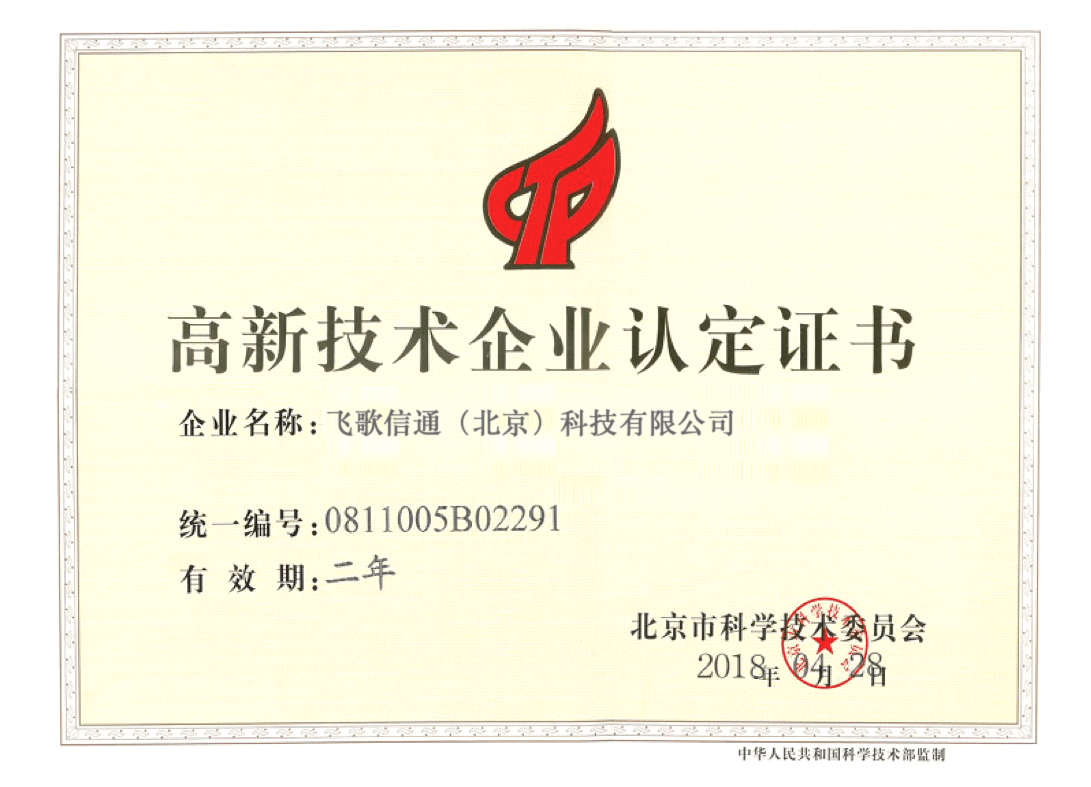 高新技术企业认定证书
企业名称：飞歌信通（北京）科技有限公司
统一编号：0811005B02291
有 效 期：二年
北京市科学技术委员会
2018年 04月 28日
中华人民共和国科学技术部监制